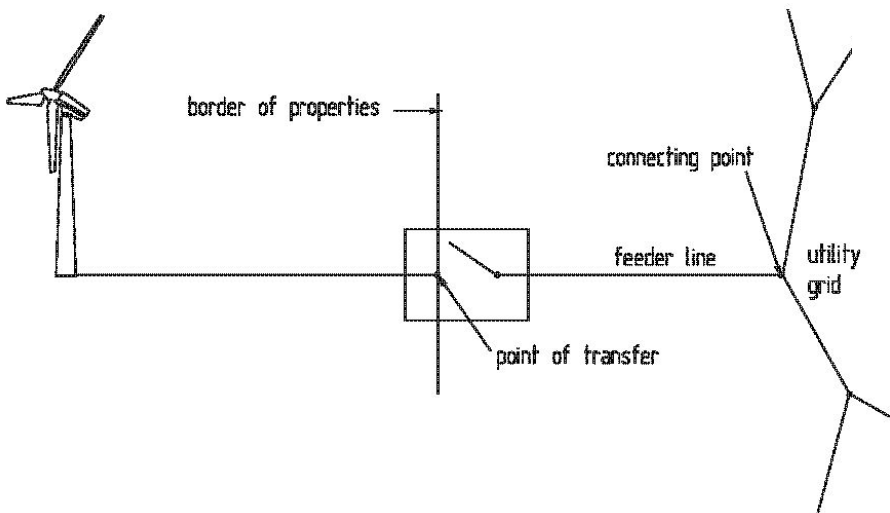 border of properties
connecting point
feeder line
utility
grid
point of transfer